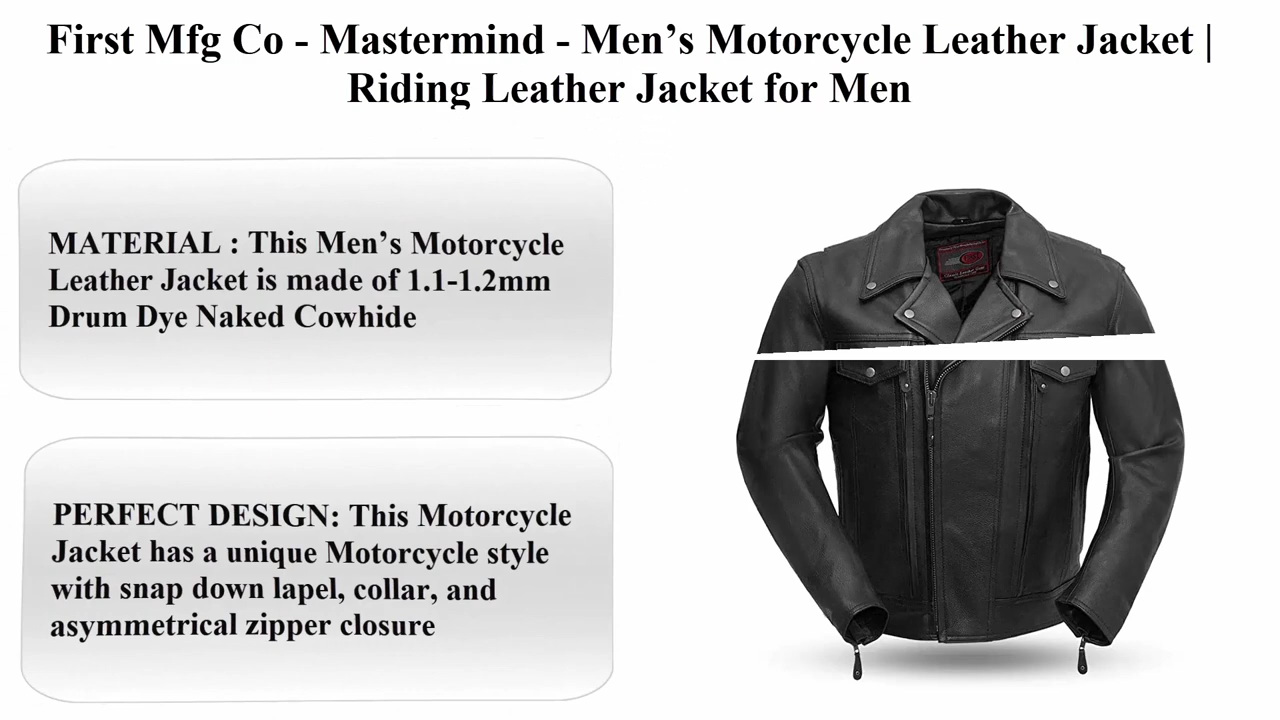 First Mfg Co - Mastermind - Men’s Motorcycle Leather Jacket |
Riding Leather Jacket for Men
MATERIAL : This Men’s Motorcycle
Leather Jacket is made of 1.1-1.2mm
Drum Dye Naked Cowhide
PERFECT DESIGN: This Motorcycle
Jacket has a unique Motorcycle style
with snap down lapel, collar, and
asymmetrical zipper closure